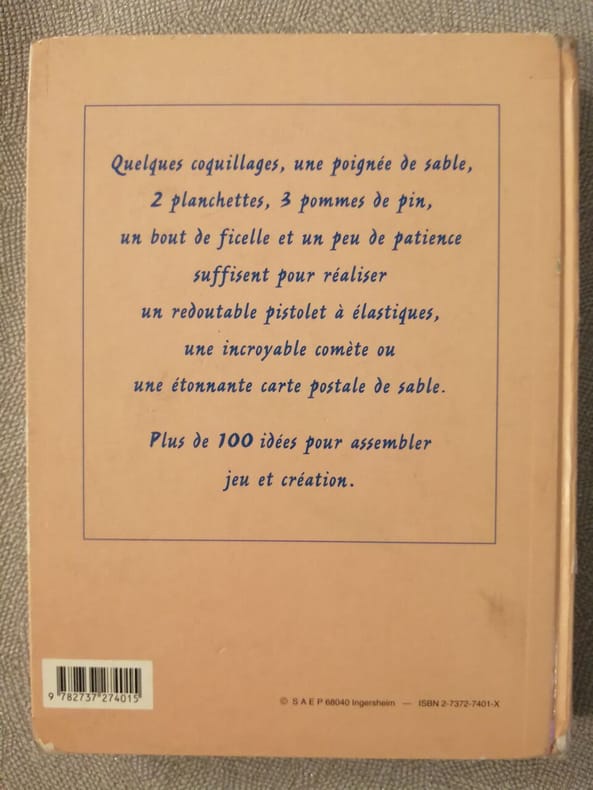 Quelques coquillages, une poignée de sable,
2 planchettes, 3 pommes de pin,
un bout de ficelle et un peu de patience
suffisent pour réaliser
un redoutable pistolet à élastiques,
une incroyable comète ou
une étonnante carte postale de sable.
Plus de 100 idées pour assembler
jeu et création.
9 782737 274015
© S A E P 68040 Ingersheim — ISBN 2-7372-7401-X